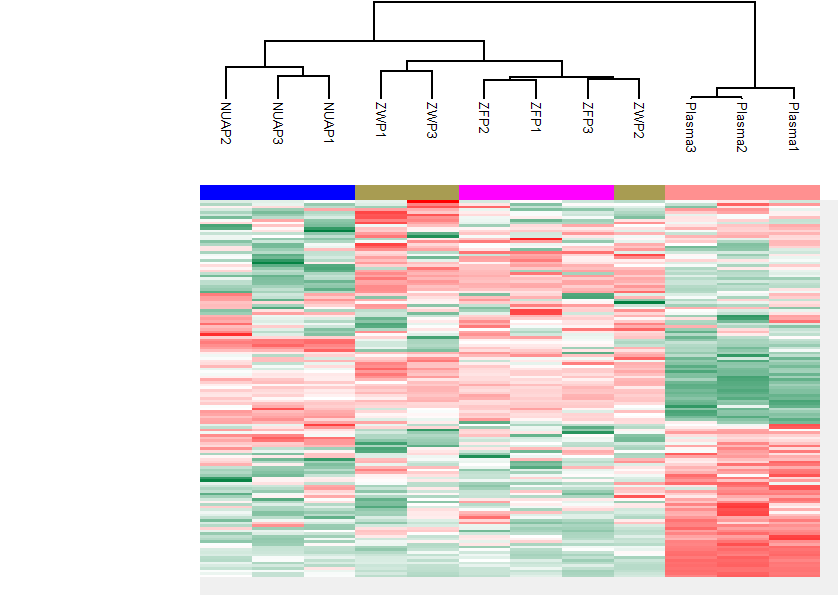 NUAP2
NUAP3
NUAP1
ZWP1
ZWP3
ZFP2
ZFP1
ZFP3
ZWP2
Plasma3
Plasma2
Plasma1